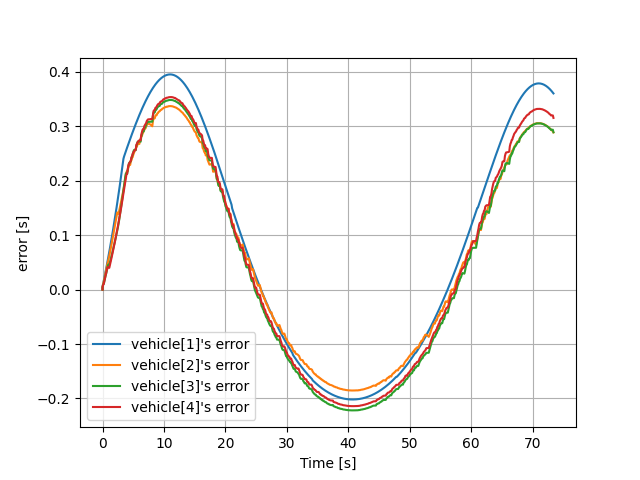 0.4
0.3
0.2
0.1
0.0
−0.1
−0.2
error [s]
vehicle[1]'s error
vehicle[2]'s error
vehicle[3]'s error
vehicle[4]'s error
0 10 20 30 40 50 60 70
Time [s]